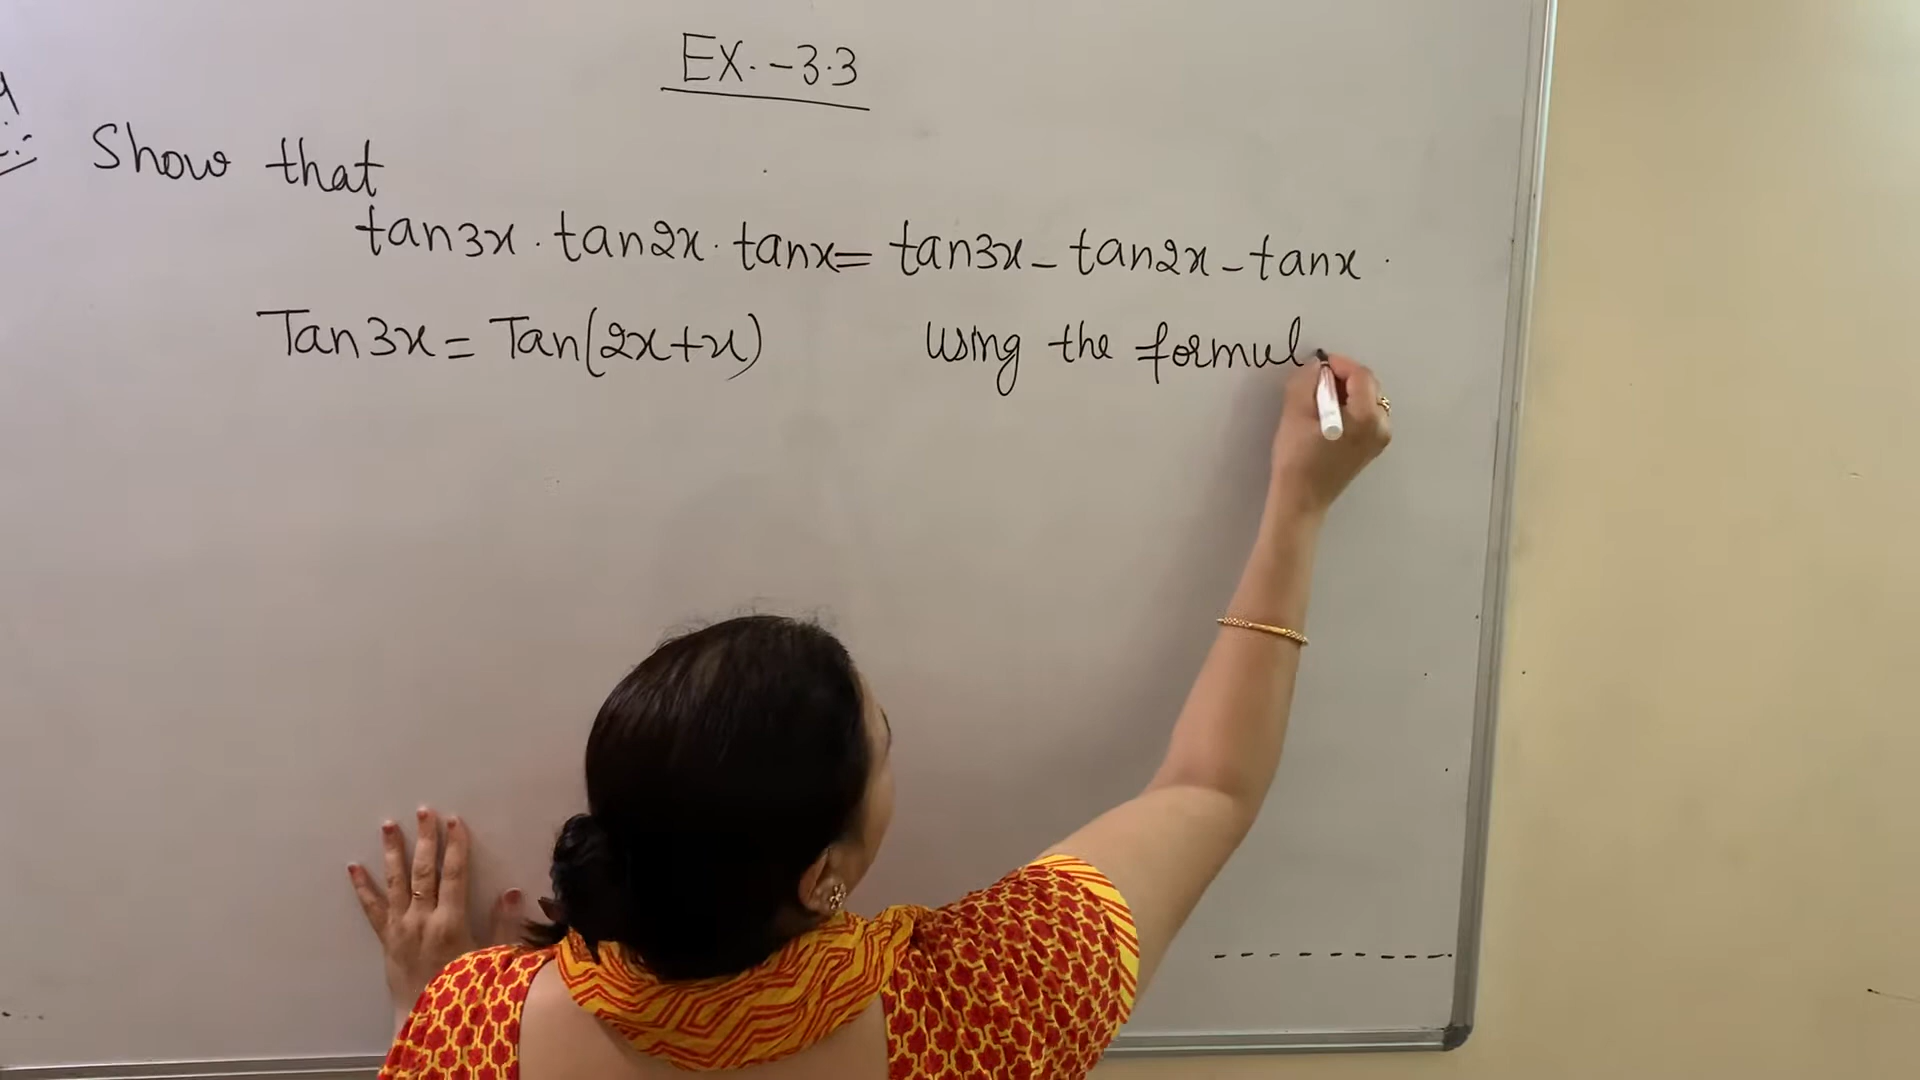 EX.-3.3
Show that
tan3x . tan2x . tanx = tan3x - tan2x - tanx .
Tan3x = Tan(2x+x) using the formul